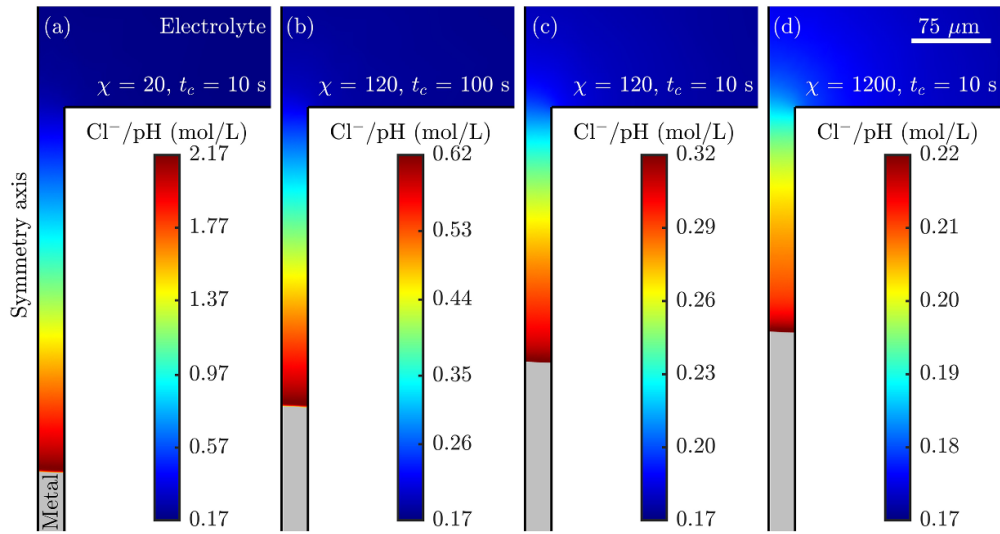 (a) Electrolyte
χ = 20, t_c = 10 s
Cl⁻/pH (mol/L)
2.17
1.77
1.37
0.97
0.57
0.17
Symmetry axis
Metal
(b)
χ = 120, t_c = 100 s
Cl⁻/pH (mol/L)
0.62
0.53
0.44
0.35
0.26
0.17
(c)
χ = 120, t_c = 10 s
Cl⁻/pH (mol/L)
0.32
0.29
0.26
0.23
0.20
0.17
(d) 75 μm
χ = 1200, t_c = 10 s
Cl⁻/pH (mol/L)
0.22
0.21
0.20
0.19
0.18
0.17